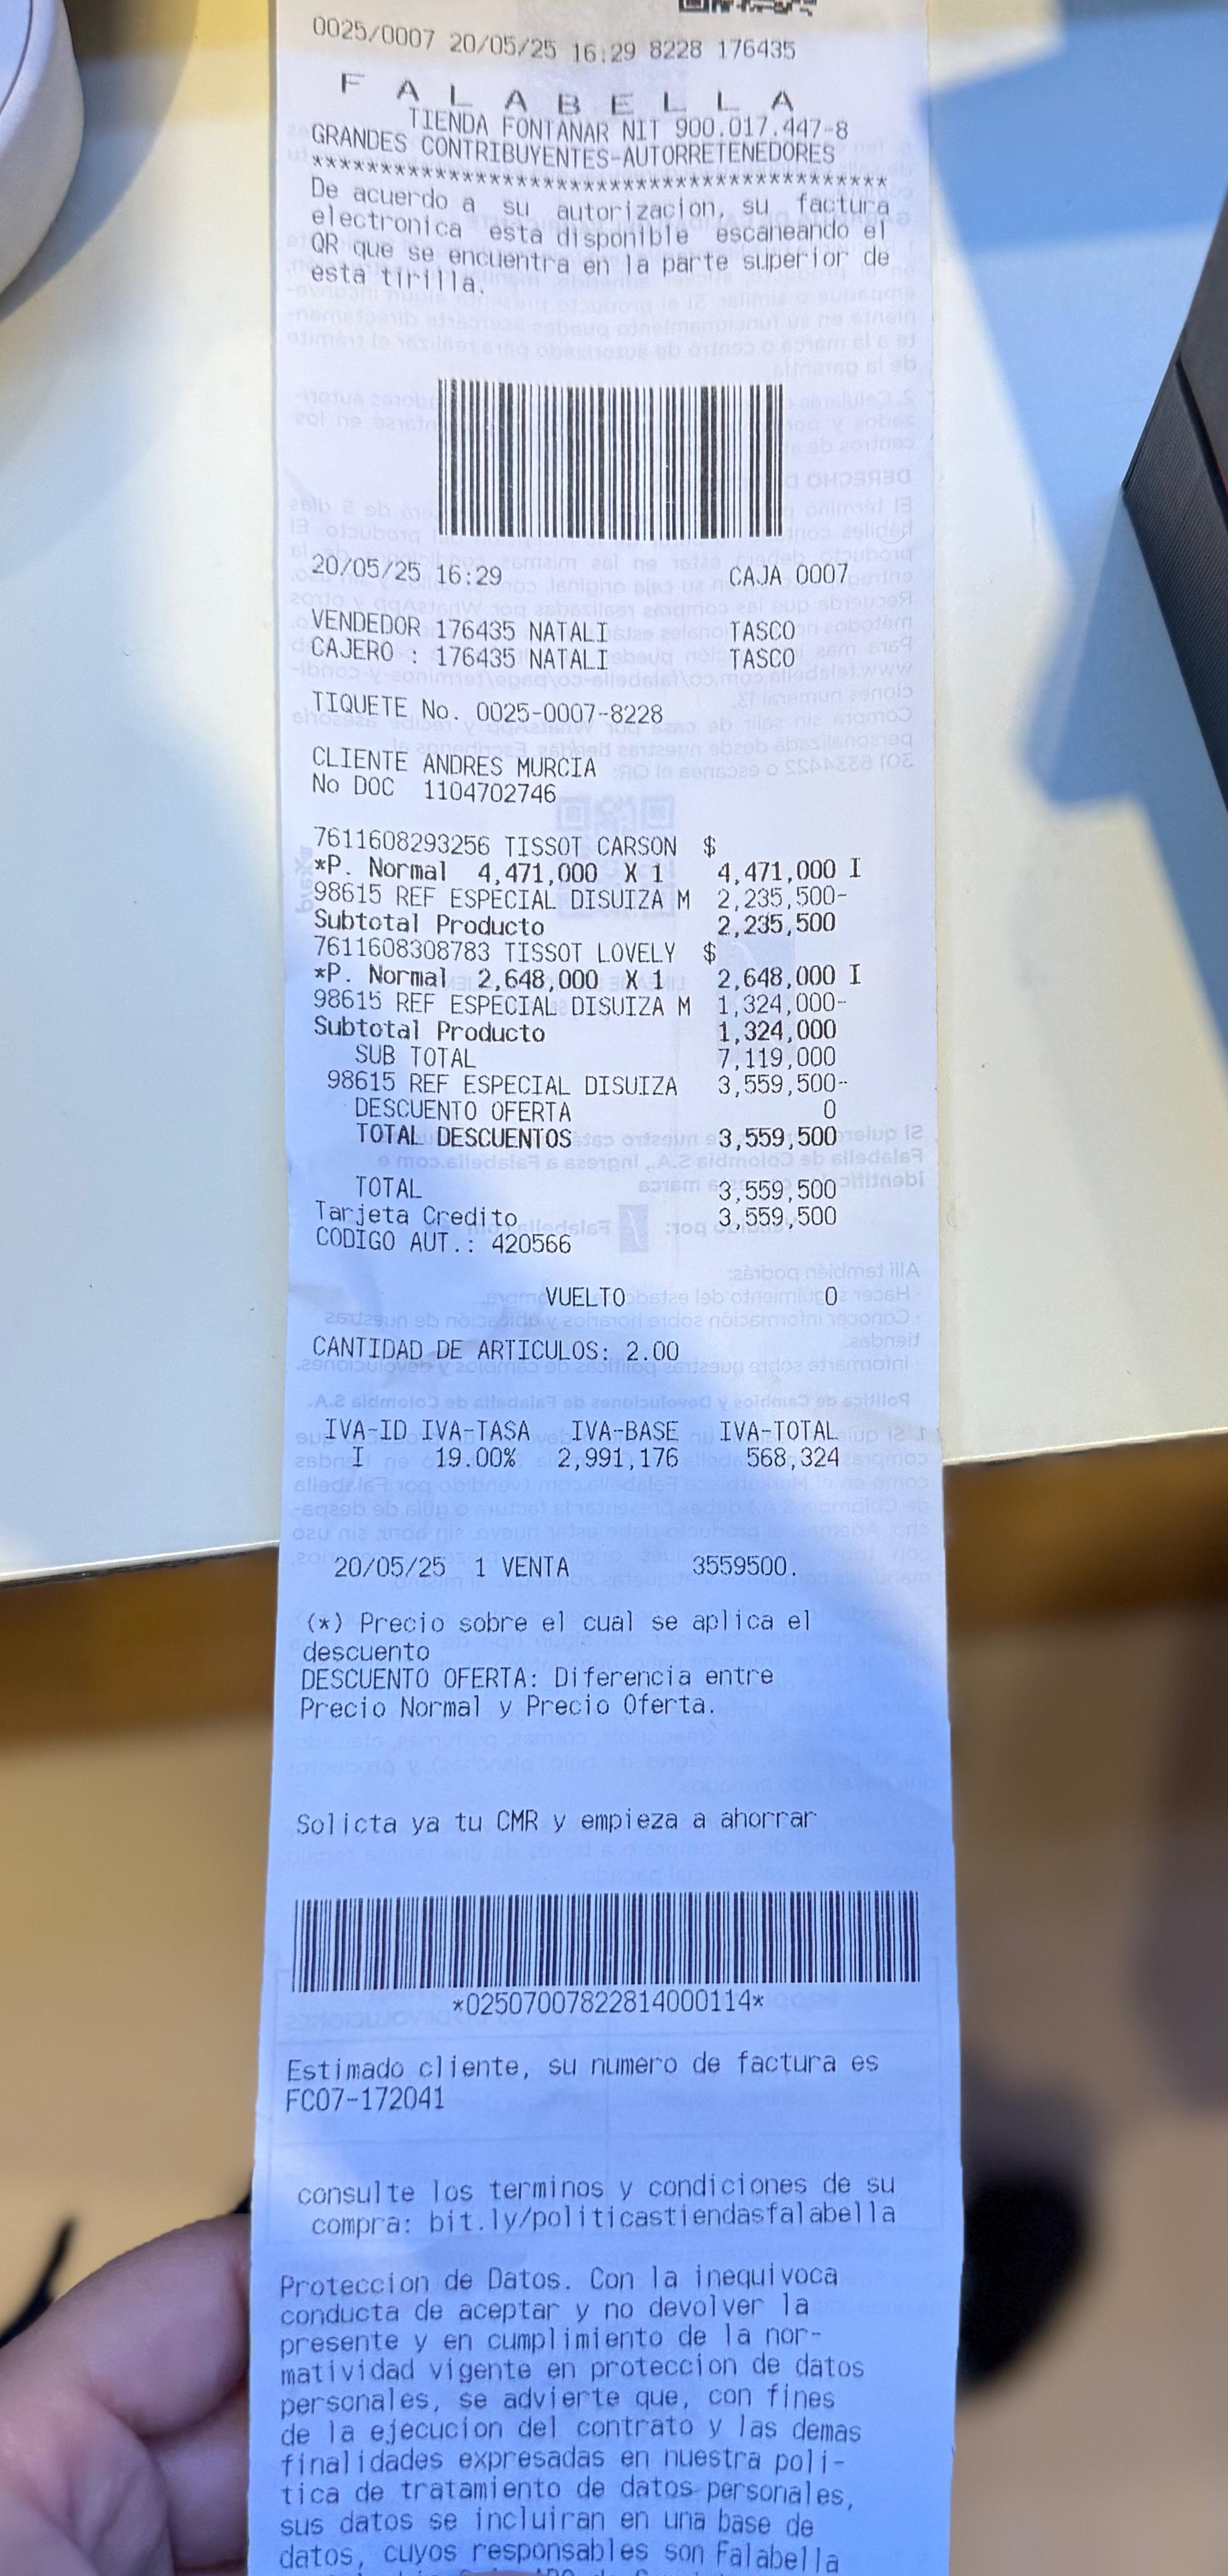 0025/0007 20/05/25 16:29 8228 176435
FALABELLA
TIENDA FONTANAR NIT 900.017.447-8
GRANDES CONTRIBUYENTES-AUTORRETENEDORES
******************************************
De acuerdo a su autorizacion, su factura
electronica esta disponible escaneando el
QR que se encuentra en la parte superior de
esta tirilla.
20/05/25 16:29 CAJA 0007
VENDEDOR 176435 NATALI TASCO
CAJERO : 176435 NATALI TASCO
TIQUETE No. 0025-0007-8228
CLIENTE ANDRES MURCIA
No DOC 1104702746
7611608293256 TISSOT CARSON $
*P. Normal 4,471,000 X 1 4,471,000 I
98615 REF ESPECIAL DISUIZA M 2,235,500-
Subtotal Producto 2,235,500
7611608308783 TISSOT LOVELY $
*P. Normal 2,648,000 X 1 2,648,000 I
98615 REF ESPECIAL DISUIZA M 1,324,000-
Subtotal Producto 1,324,000
SUB TOTAL 7,119,000
98615 REF ESPECIAL DISUIZA 3,559,500-
DESCUENTO OFERTA 0
TOTAL DESCUENTOS 3,559,500
TOTAL 3,559,500
Tarjeta Credito 3,559,500
CODIGO AUT.: 420566
VUELTO 0
CANTIDAD DE ARTICULOS: 2.00
IVA-ID IVA-TASA IVA-BASE IVA-TOTAL
I 19.00% 2,991,176 568,324
20/05/25 1 VENTA 3559500.
(*) Precio sobre el cual se aplica el
descuento
DESCUENTO OFERTA: Diferencia entre
Precio Normal y Precio Oferta.
Solicta ya tu CMR y empieza a ahorrar
*02507007822814000114*
Estimado cliente, su numero de factura es
FC07-172041
consulte los terminos y condiciones de su
compra: bit.ly/politicastiendasfalabella
Proteccion de Datos. Con la inequivoca
conducta de aceptar y no devolver la
presente y en cumplimiento de la nor-
matividad vigente en proteccion de datos
personales, se advierte que, con fines
de la ejecucion del contrato y las demas
finalidades expresadas en nuestra poli-
tica de tratamiento de datos personales,
sus datos se incluiran en una base de
datos, cuyos responsables son Falabella